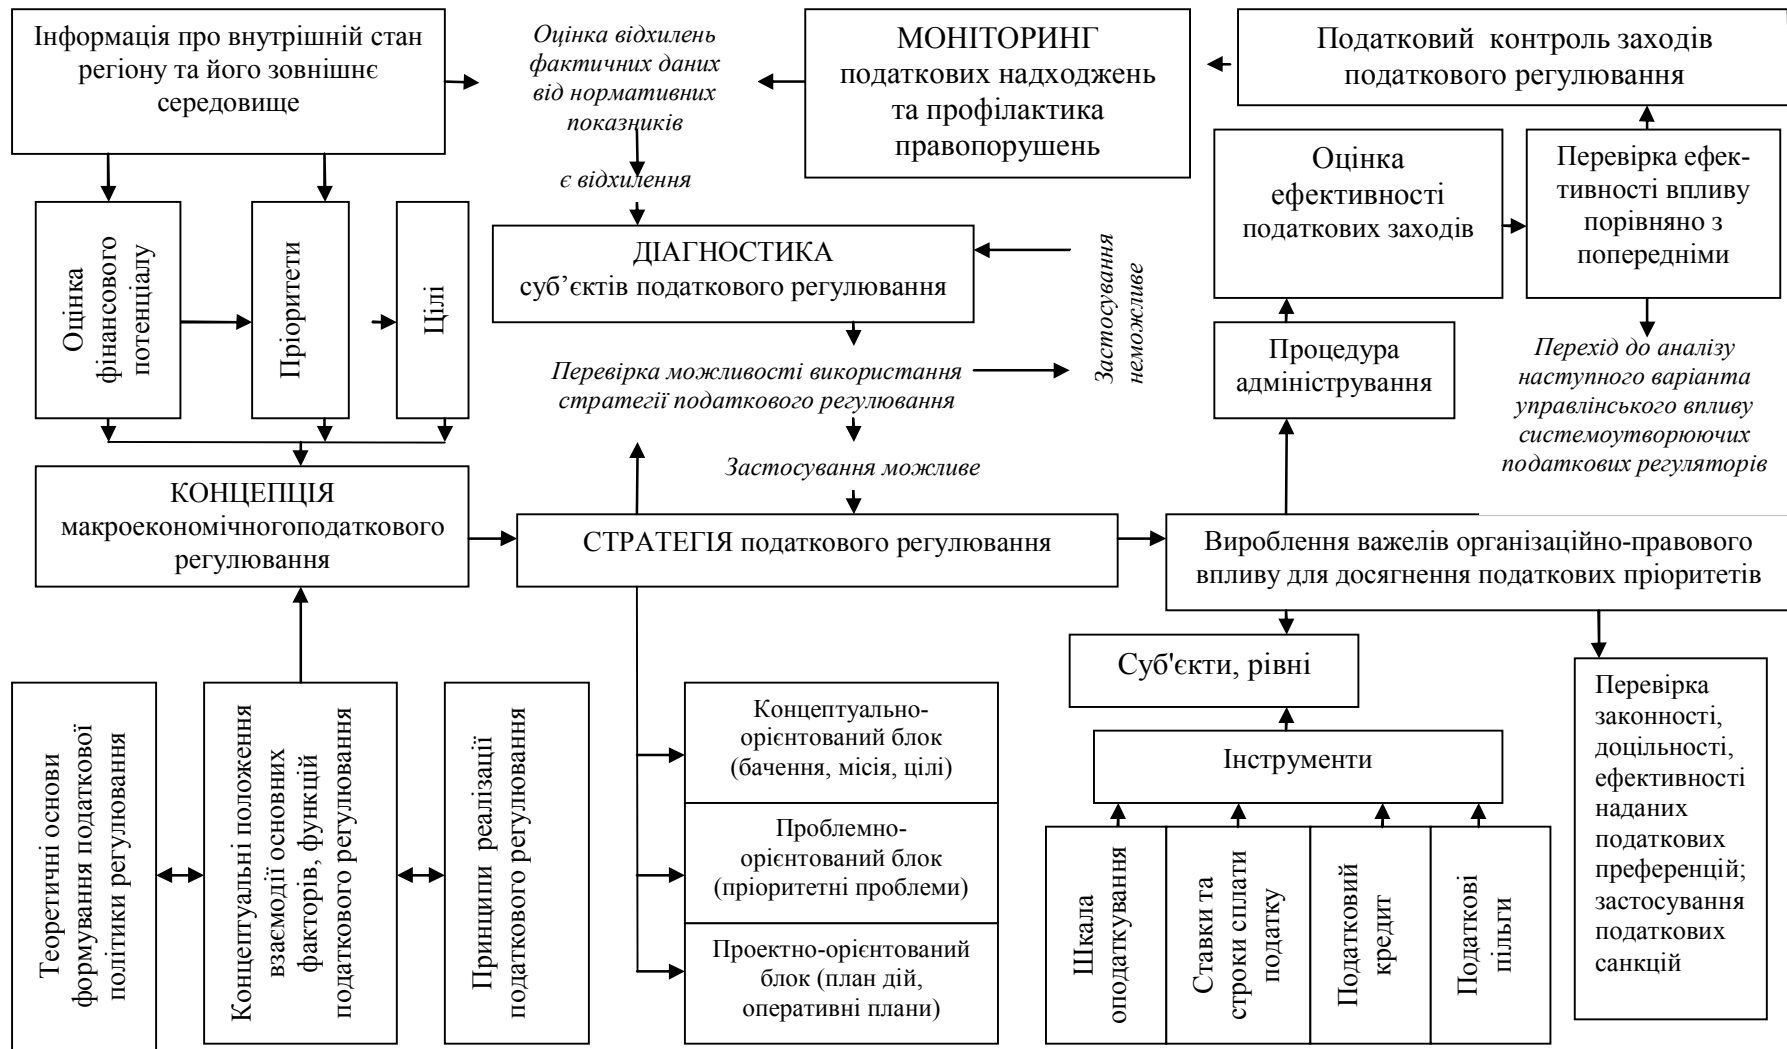 Інформація про внутрішній стан
регіону та його зовнішнє
середовище
Оцінка відхилень
фактичних даних
від нормативних
показників
МОНІТОРИНГ
податкових надходжень
та профілактика
правопорушень
Податковий контроль заходів
податкового регулювання
є відхилення
Оцінка
ефективності
податкових заходів
Перевірка ефек-
тивності впливу
порівняно з
попередніми
Оцінка
фінансового
потенціалу
Пріоритети
Цілі
ДІАГНОСТИКА
суб’єктів податкового регулювання
Застосування
неможливе
Перевірка можливості використання
стратегії податкового регулювання
Процедура
адміністрування
Перехід до аналізу
наступного варіанта
управлінського впливу
системоутворюючих
податкових регуляторів
Застосування можливе
КОНЦЕПЦІЯ
макроекономічногоподаткового
регулювання
СТРАТЕГІЯ податкового регулювання
Вироблення важелів організаційно-правового
впливу для досягнення податкових пріоритетів
Суб'єкти, рівні
Теоретичні основи
формування податкової
політики регулювання
Концептуальні положення
взаємодії основних
факторів, функцій
податкового регулювання
Принципи реалізації
податкового регулювання
Концептуально-
орієнтований блок
(бачення, місія, цілі)
Проблемно-
орієнтований блок
(пріоритетні проблеми)
Проектно-орієнтований
блок (план дій,
оперативні плани)
Інструменти
Шкала
оподаткування
Ставки та
строки сплати
податку
Податковий
кредит
Податкові
пільги
Перевірка
законності,
доцільності,
ефективності
наданих
податкових
преференцій;
застосування
податкових
санкцій